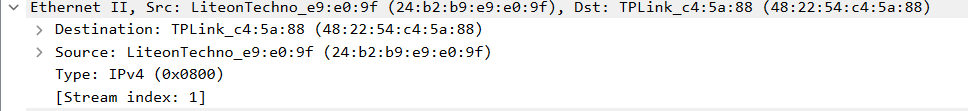 Ethernet II, Src: LiteonTechno_e9:e0:9f (24:b2:b9:e9:e0:9f), Dst: TPLink_c4:5a:88 (48:22:54:c4:5a:88)
Destination: TPLink_c4:5a:88 (48:22:54:c4:5a:88)
Source: LiteonTechno_e9:e0:9f (24:b2:b9:e9:e0:9f)
Type: IPv4 (0x0800)
[Stream index: 1]